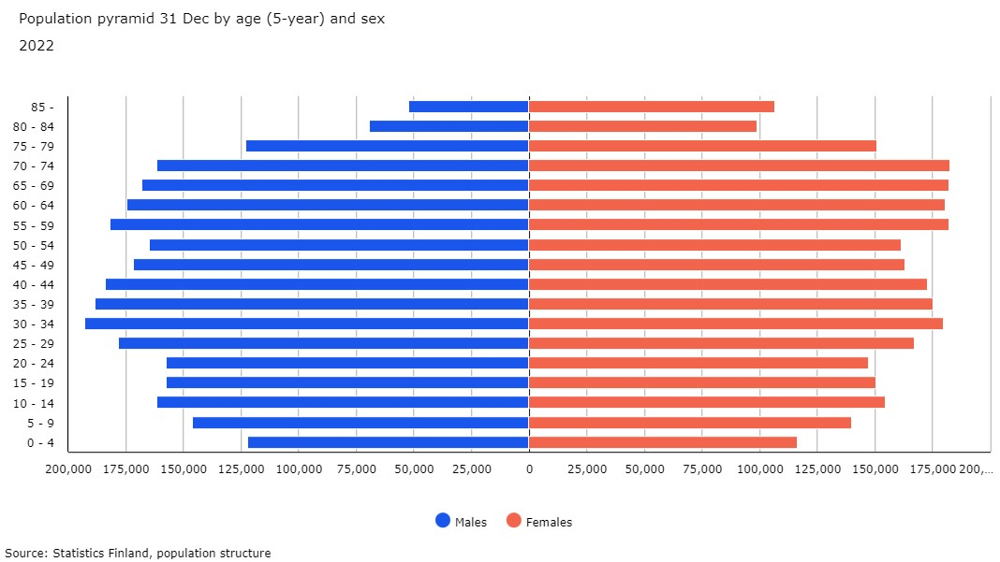 Population pyramid 31 Dec by age (5-year) and sex
2022
85 -
80 - 84
75 - 79
70 - 74
65 - 69
60 - 64
55 - 59
50 - 54
45 - 49
40 - 44
35 - 39
30 - 34
25 - 29
20 - 24
15 - 19
10 - 14
5 - 9
0 - 4
200,000 175,000 150,000 125,000 100,000 75,000 50,000 25,000 0 25,000 50,000 75,000 100,000 125,000 150,000 175,000 200,...
Males Females
Source: Statistics Finland, population structure